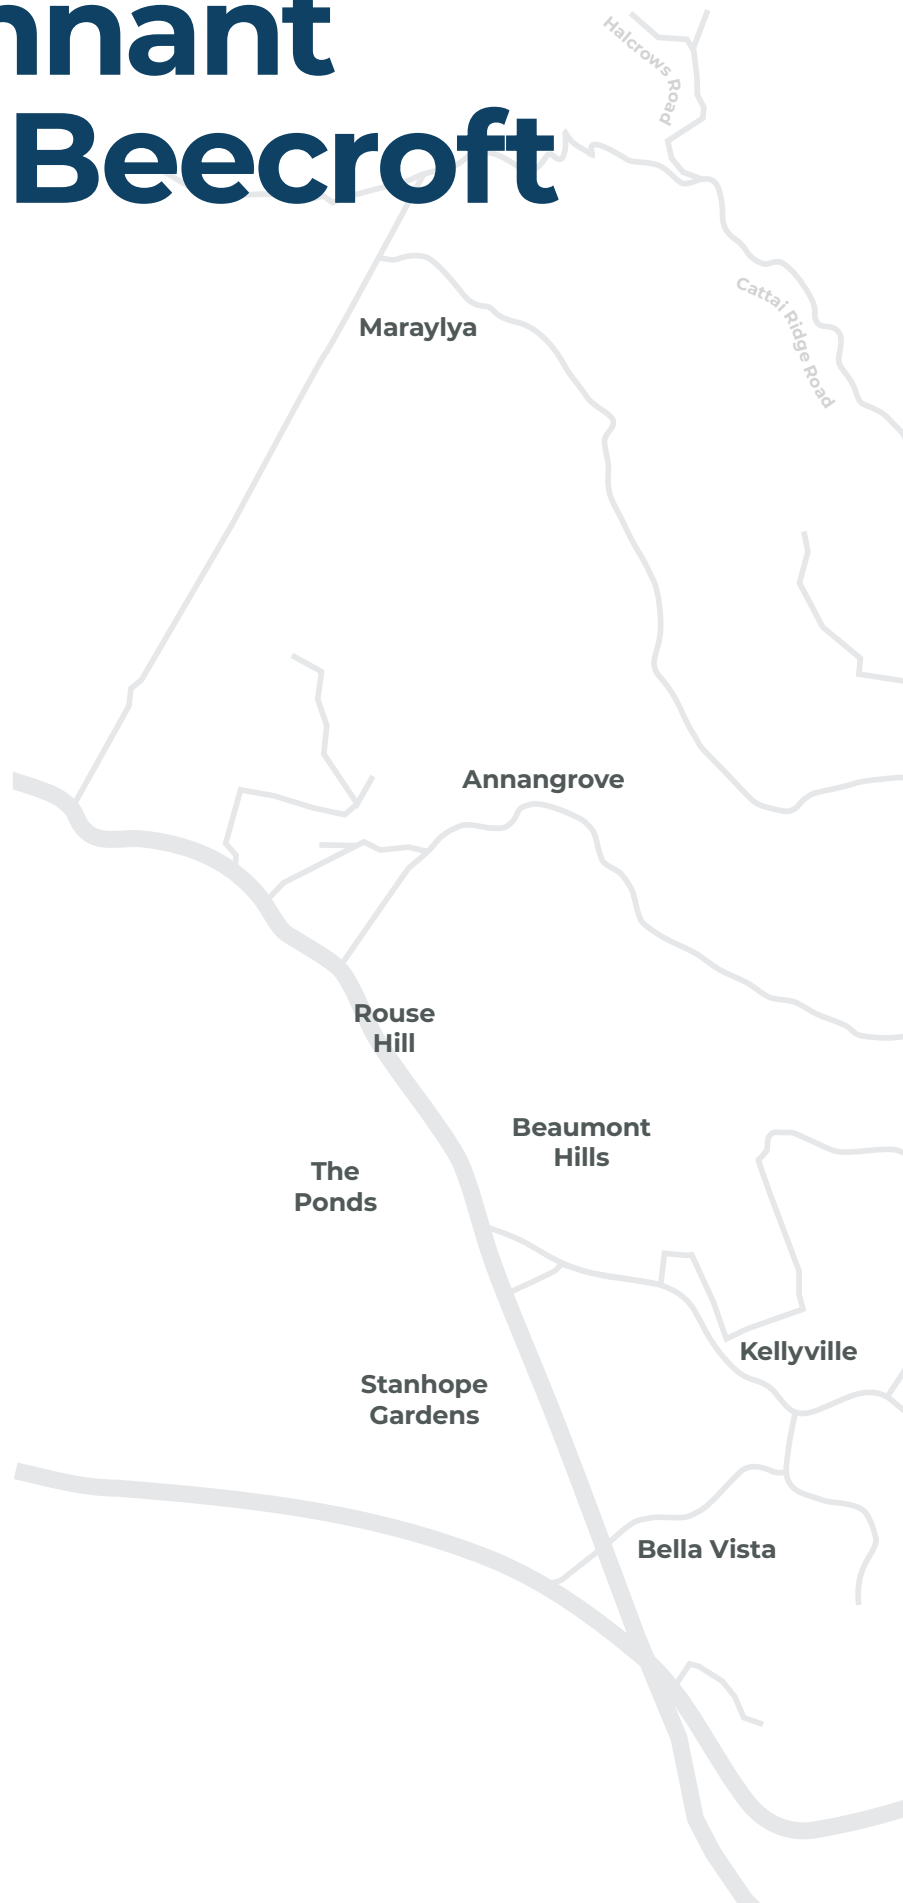 nnant
Beecroft
Halcrows Road
Cattai Ridge Road
Maraylya
Annangrove
Rouse
Hill
Beaumont
Hills
The
Ponds
Kellyville
Stanhope
Gardens
Bella Vista